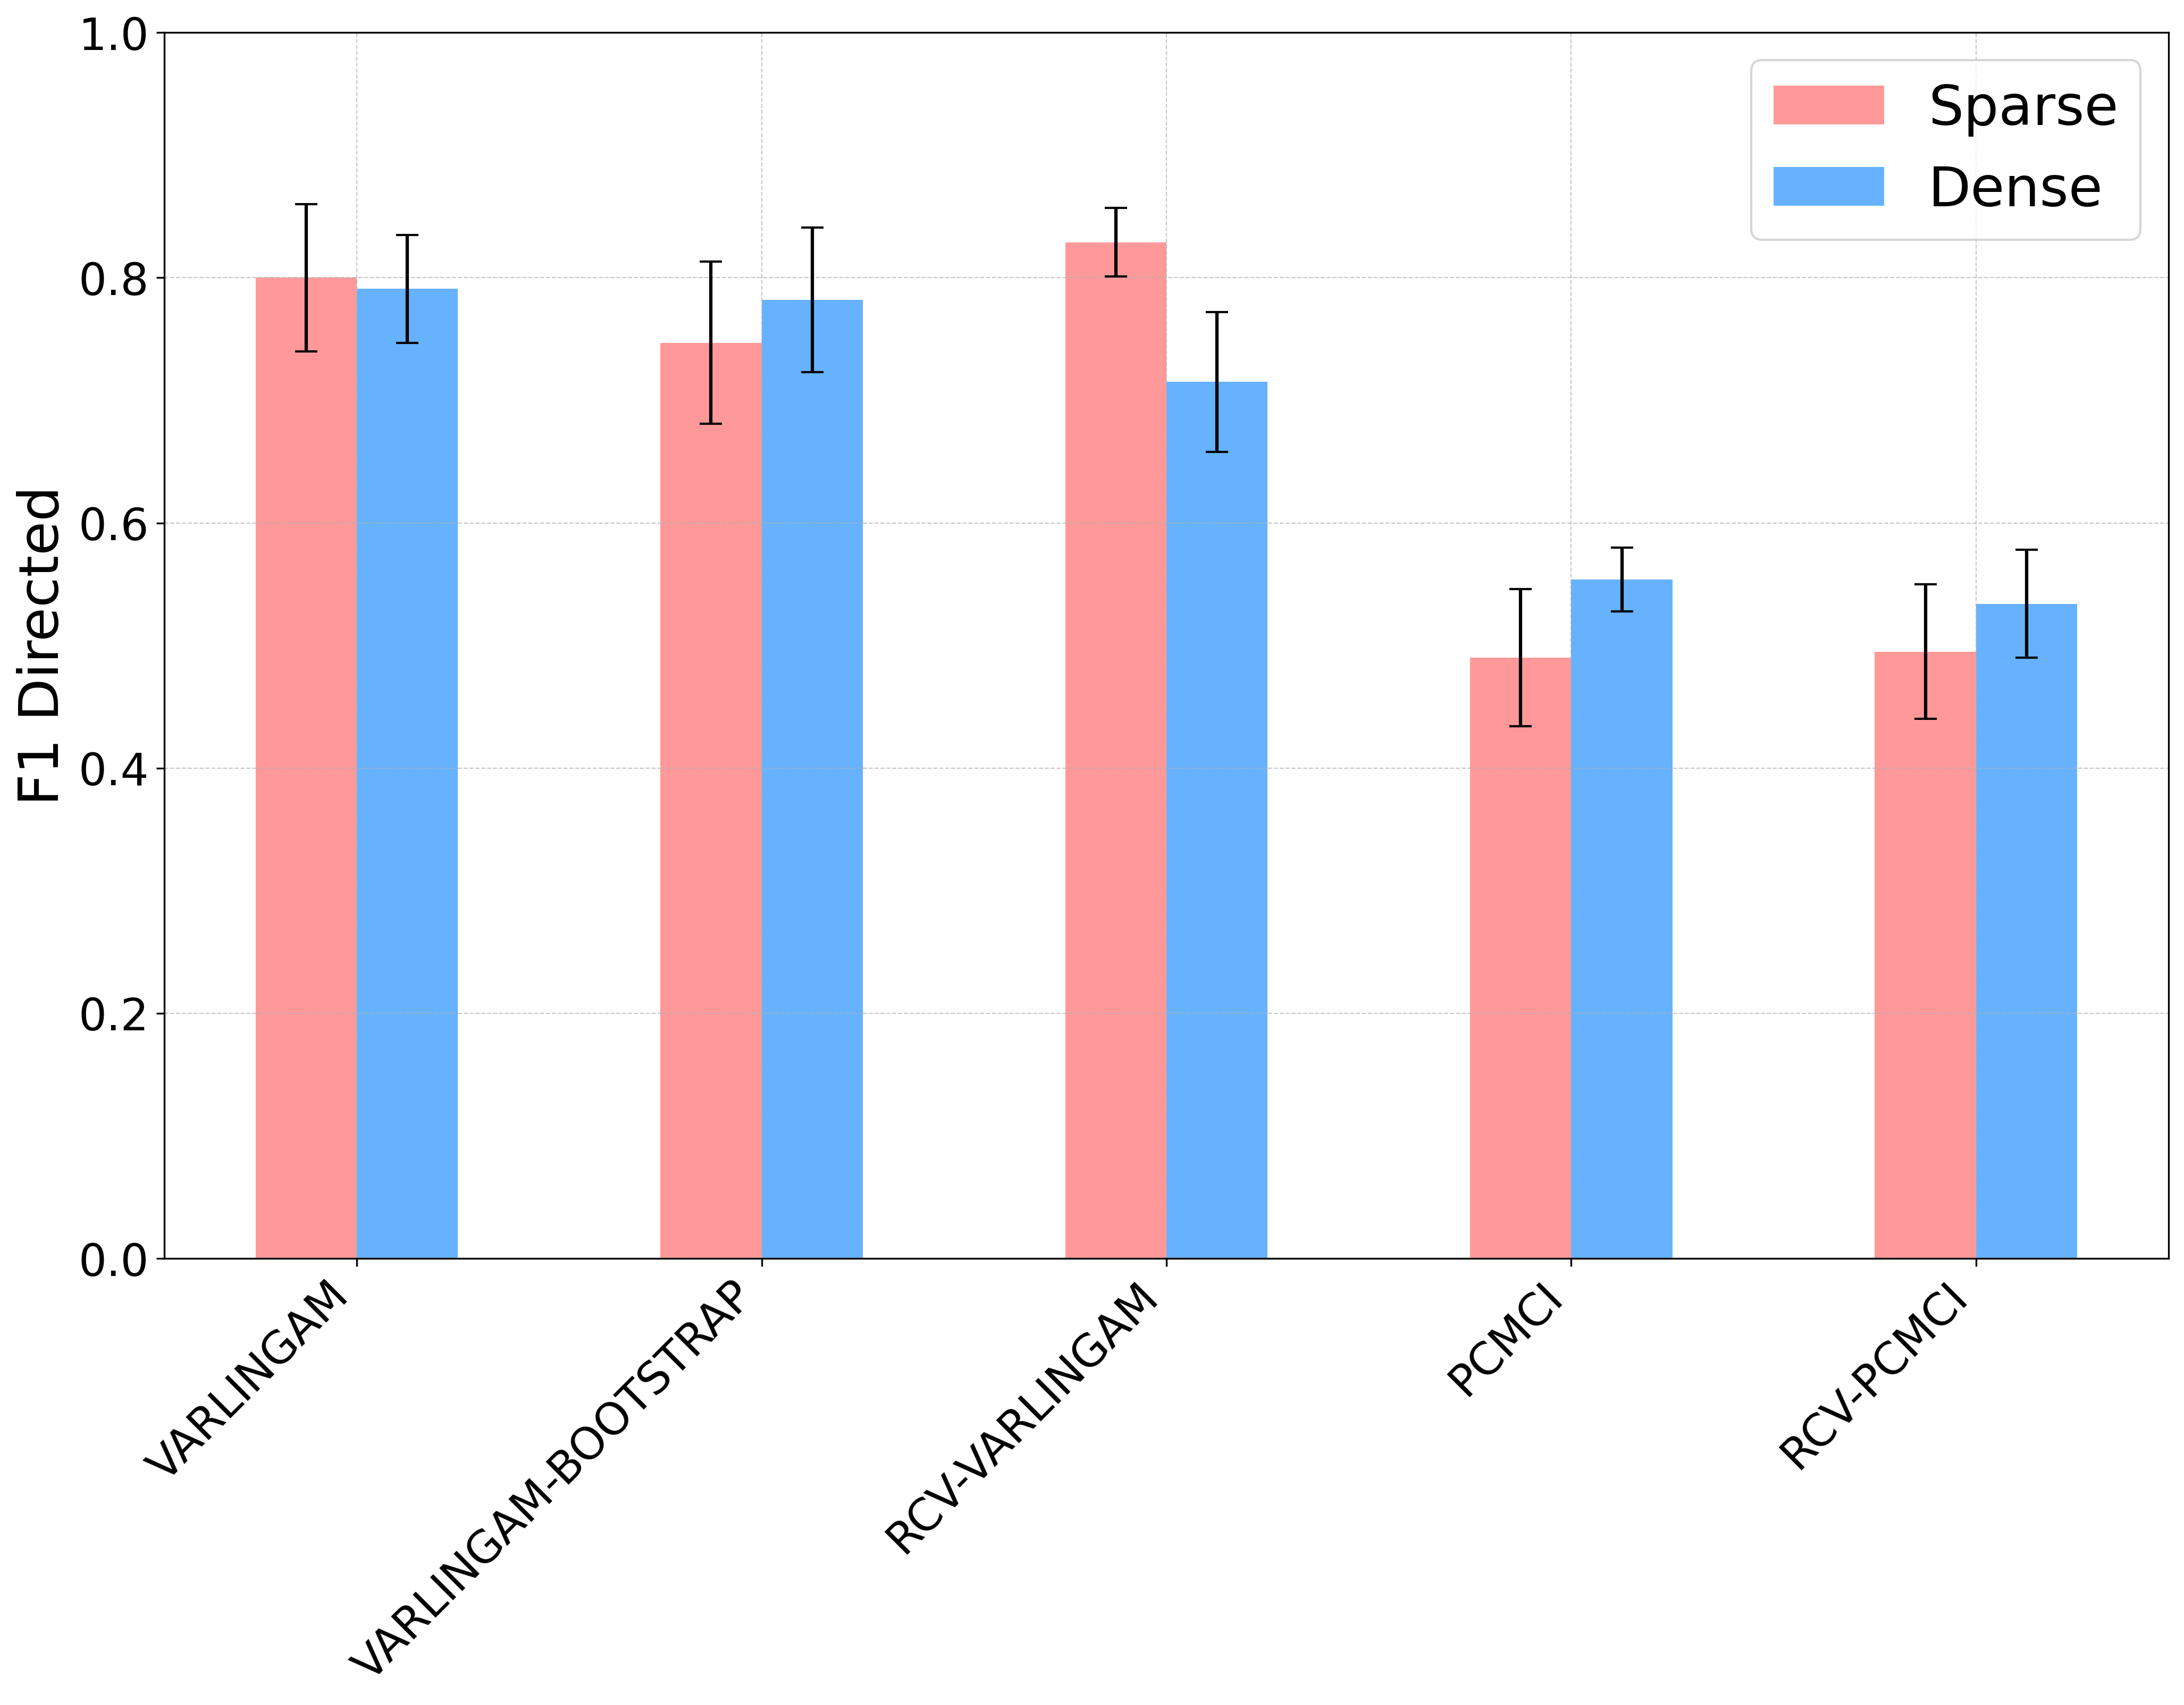 F1 Directed
1.0
0.8
0.6
0.4
0.2
0.0
Sparse
Dense
VARLINGAM
VARLINGAM-BOOTSTRAP
RCV-VARLINGAM
PCMCI
RCV-PCMCI